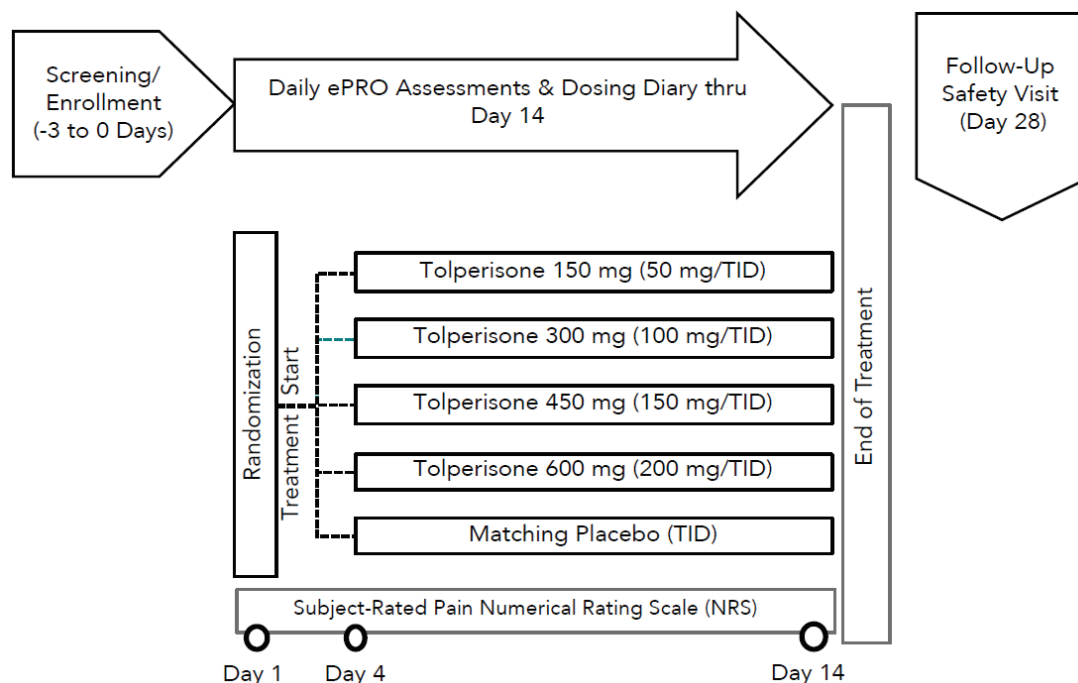 Screening/
Enrollment
(-3 to 0 Days)
Daily ePRO Assessments & Dosing Diary thru
Day 14
Follow-Up
Safety Visit
(Day 28)
Randomization
Treatment Start
Tolperisone 150 mg (50 mg/TID)
Tolperisone 300 mg (100 mg/TID)
Tolperisone 450 mg (150 mg/TID)
Tolperisone 600 mg (200 mg/TID)
Matching Placebo (TID)
End of Treatment
Subject-Rated Pain Numerical Rating Scale (NRS)
Day 1
Day 4
Day 14